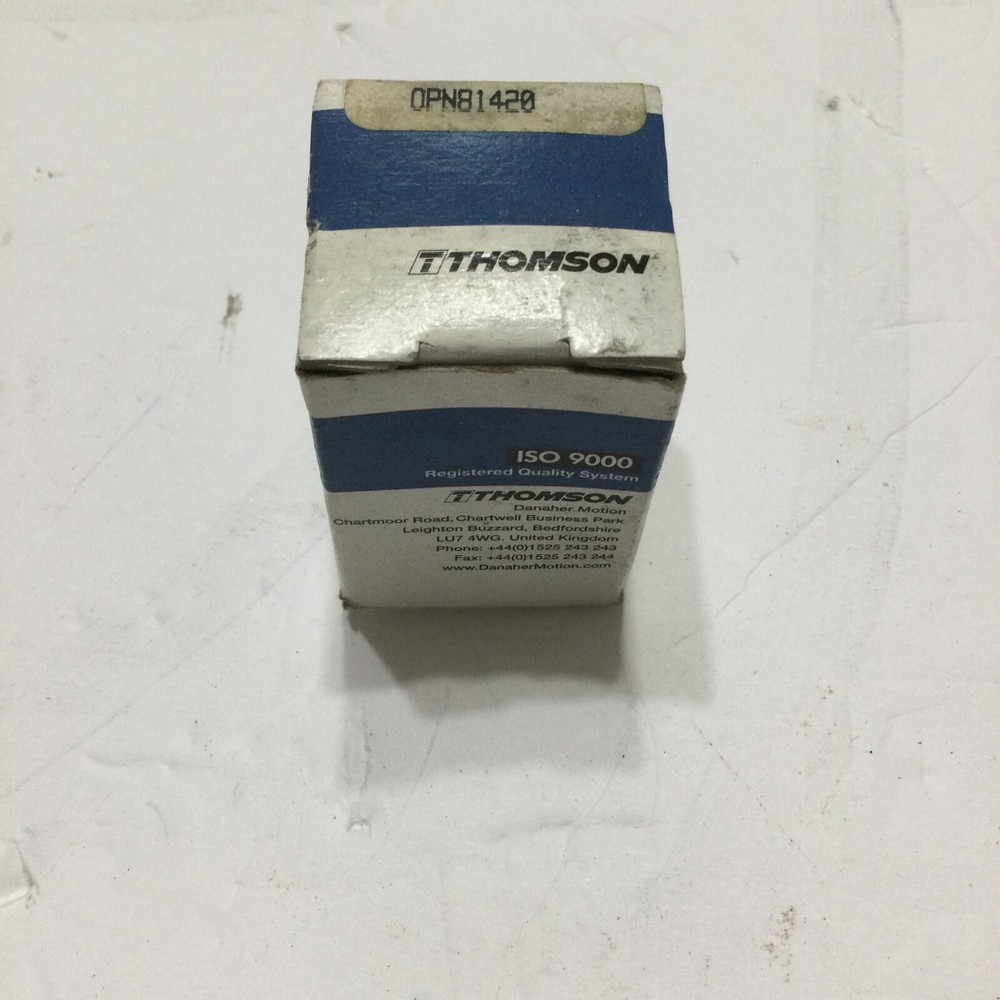 OPN81420
T THOMSON
ISO 9000
Registered Quality System
T THOMSON
Danaher Motion
Chartmoor Road, Chartwell Business Park
Leighton Buzzard, Bedfordshire
LU7 4WG, United Kingdom
Phone: +44(0)1525 243 243
Fax: +44(0)1525 243 244
www.DanaherMotion.com